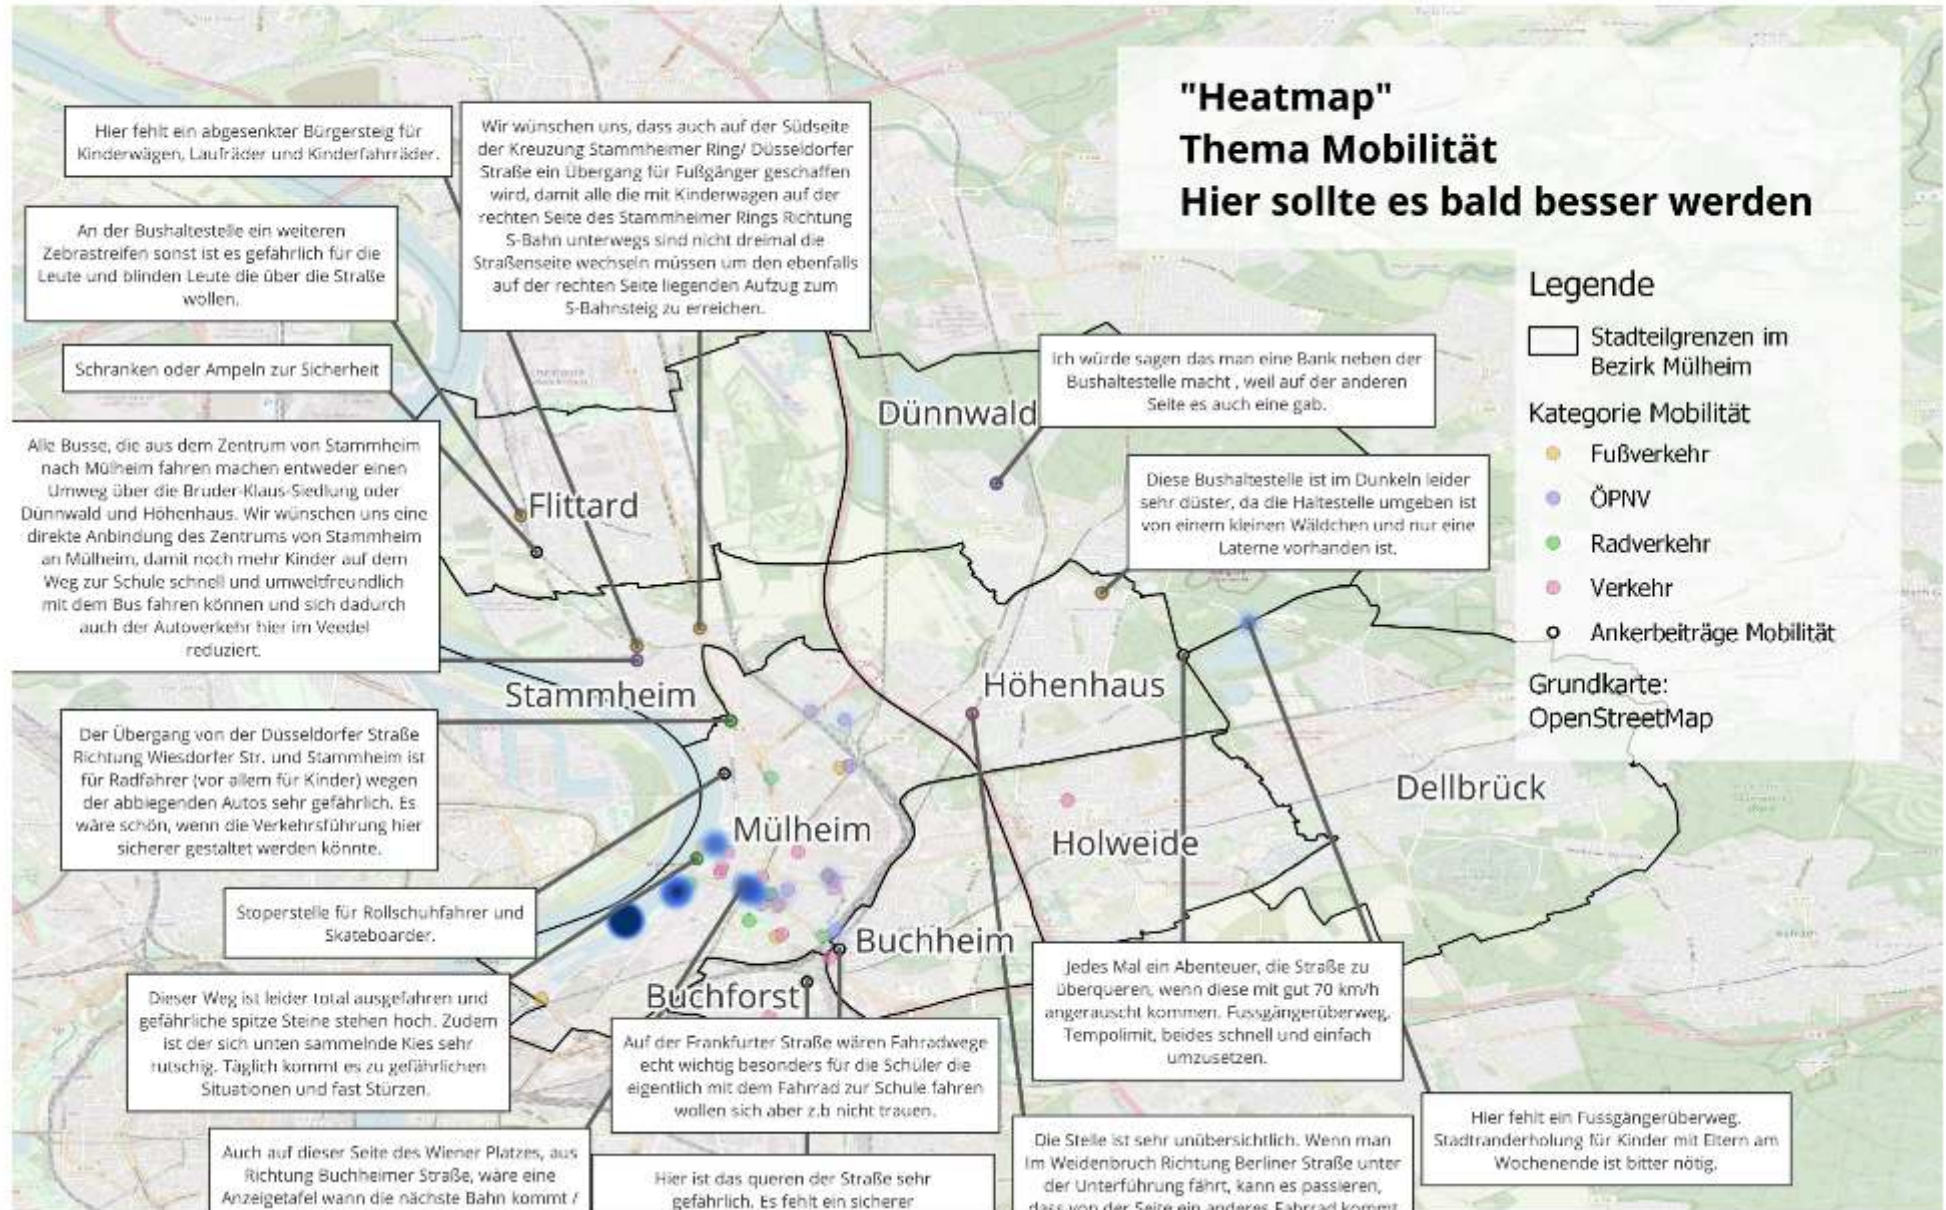 "Heatmap"
Thema Mobilität
Hier sollte es bald besser werden
Legende
Stadtteilgrenzen im
Bezirk Mülheim
Kategorie Mobilität
Fußverkehr
ÖPNV
Radverkehr
Verkehr
Ankerbeiträge Mobilität
Grundkarte:
OpenStreetMap
Hier fehlt ein abgesenkter Bürgersteig für
Kinderwägen, Laufräder und Kinderfahrräder.
Wir wünschen uns, dass auch auf der Südseite
der Kreuzung Stammheimer Ring/ Düsseldorfer
Straße ein Übergang für Fußgänger geschaffen
wird, damit alle die mit Kinderwagen auf der
rechten Seite des Stammheimer Rings Richtung
S-Bahn unterwegs sind nicht dreimal die
Straßenseite wechseln müssen um den ebenfalls
auf der rechten Seite liegenden Aufzug zum
S-Bahnsteig zu erreichen.
An der Bushaltestelle ein weiteren
Zebrastreifen sonst ist es gefährlich für die
Leute und blinden Leute die über die Straße
wollen.
Schranken oder Ampeln zur Sicherheit
Ich würde sagen das man eine Bank neben der
Bushaltestelle macht , weil auf der anderen
Seite es auch eine gab.
Dünnwald
Alle Busse, die aus dem Zentrum von Stammheim
nach Mülheim fahren machen entweder einen
Umweg über die Bruder-Klaus-Siedlung oder
Dünnwald und Höhenhaus. Wir wünschen uns eine
direkte Anbindung des Zentrums von Stammheim
an Mülheim, damit noch mehr Kinder auf dem
Weg zur Schule schnell und umweltfreundlich
mit dem Bus fahren können und sich dadurch
auch der Autoverkehr hier im Veedel
reduziert.
Flittard
Diese Bushaltestelle ist im Dunkeln leider
sehr düster, da die Haltestelle umgeben ist
von einem kleinen Wäldchen und nur eine
Laterne vorhanden ist.
Stammheim
Höhenhaus
Der Übergang von der Düsseldorfer Straße
Richtung Wiesdorfer Str. und Stammheim ist
für Radfahrer (vor allem für Kinder) wegen
der abbiegenden Autos sehr gefährlich. Es
wäre schön, wenn die Verkehrsführung hier
sicherer gestaltet werden könnte.
Dellbrück
Mülheim
Holweide
Stoperstelle für Rollschuhfahrer und
Skateboarder.
Buchheim
Buchforst
Dieser Weg ist leider total ausgefahren und
gefährliche spitze Steine stehen hoch. Zudem
ist der sich unten sammelnde Kies sehr
rutschig. Täglich kommt es zu gefährlichen
Situationen und fast Stürzen.
Jedes Mal ein Abenteuer, die Straße zu
überqueren, wenn diese mit gut 70 km/h
angerauscht kommen. Fussgängerüberweg,
Tempolimit, beides schnell und einfach
umzusetzen.
Auf der Frankfurter Straße wären Fahradwege
echt wichtig besonders für die Schüler die
eigentlich mit dem Fahrrad zur Schule fahren
wollen sich aber z.b nicht trauen.
Hier fehlt ein Fussgängerüberweg.
Stadtranderholung für Kinder mit Eltern am
Wochenende ist bitter nötig.
Auch auf dieser Seite des Wiener Platzes, aus
Richtung Buchheimer Straße, wäre eine
Anzeigetafel wann die nächste Bahn kommt /
Hier ist das queren der Straße sehr
gefährlich. Es fehlt ein sicherer
Die Stelle ist sehr unübersichtlich. Wenn man
Im Weidenbruch Richtung Berliner Straße unter
der Unterführung fährt, kann es passieren,
dass von der Seite ein anderes Fahrrad kommt